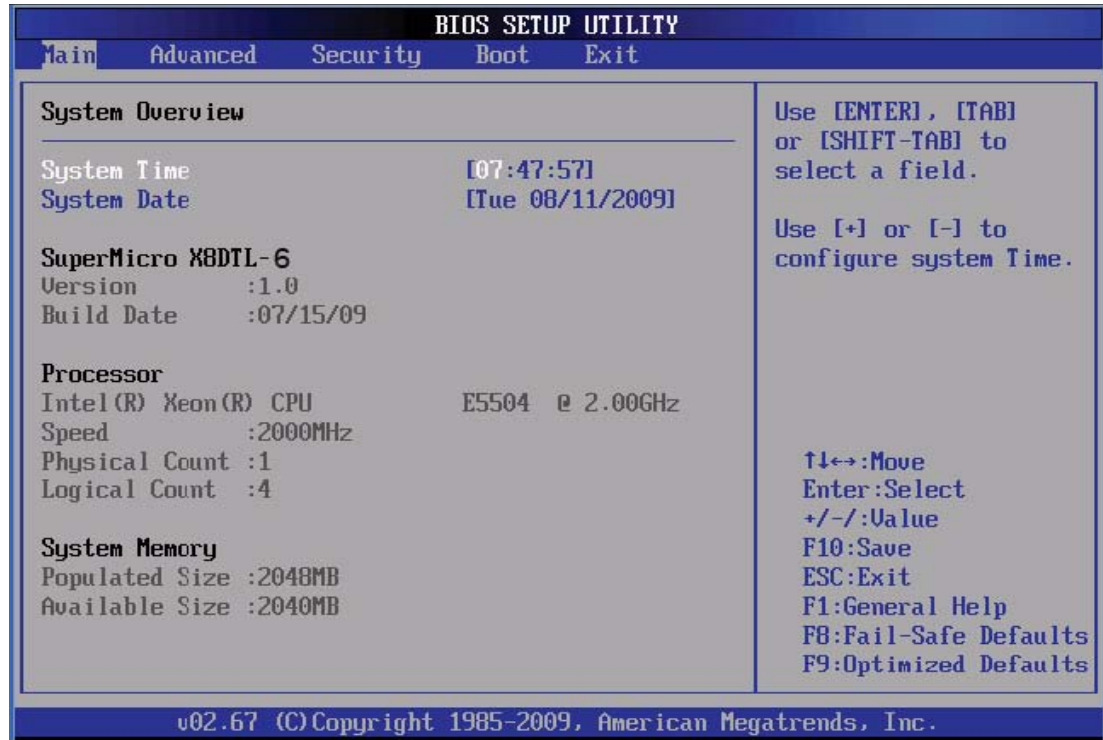 BIOS SETUP UTILITY
Main Advanced Security Boot Exit
System Overview
System Time [07:47:57]
System Date [Tue 08/11/2009]
SuperMicro X8DTL-6
Version :1.0
Build Date :07/15/09
Processor
Intel(R) Xeon(R) CPU E5504 @ 2.00GHz
Speed :2000MHz
Physical Count :1
Logical Count :4
System Memory
Populated Size :2048MB
Available Size :2040MB
Use [ENTER], [TAB]
or [SHIFT-TAB] to
select a field.
Use [+] or [-] to
configure system Time.
↑↓←→:Move
Enter:Select
+/-/:Value
F10:Save
ESC:Exit
F1:General Help
F8:Fail-Safe Defaults
F9:Optimized Defaults
v02.67 (C)Copyright 1985-2009, American Megatrends, Inc.